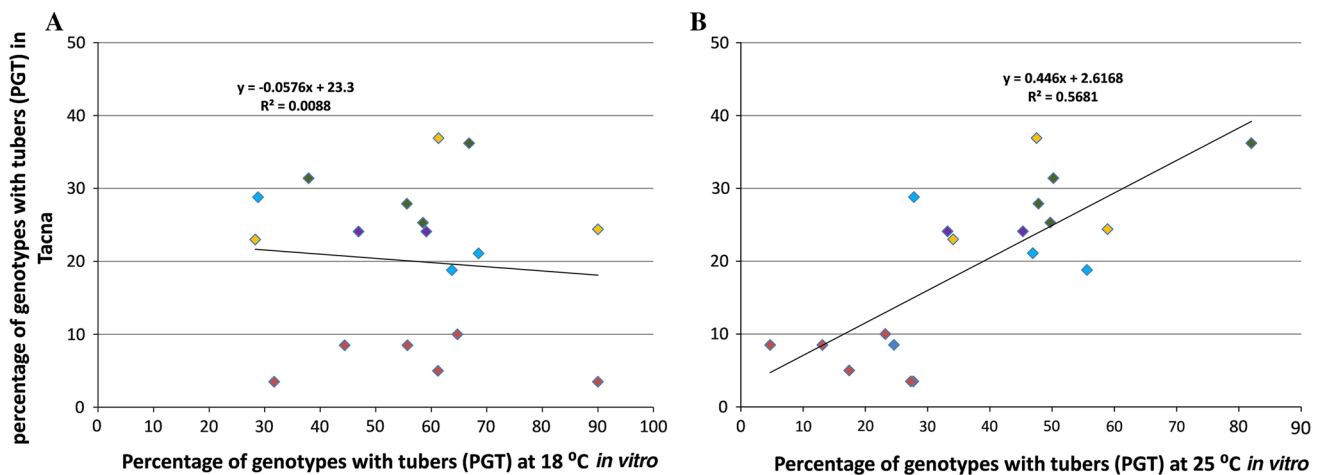 A
percentage of genotypes with tubers (PGT) in
Tacna
50
40
30
20
10
0
y = -0.0576x + 23.3
R² = 0.0088
0 10 20 30 40 50 60 70 80 90 100
Percentage of genotypes with tubers (PGT) at 18 ⁰C in vitro
B
50
40
30
20
10
0
y = 0.446x + 2.6168
R² = 0.5681
0 10 20 30 40 50 60 70 80 90
Percentage of genotypes with tubers (PGT) at 25 ⁰C in vitro